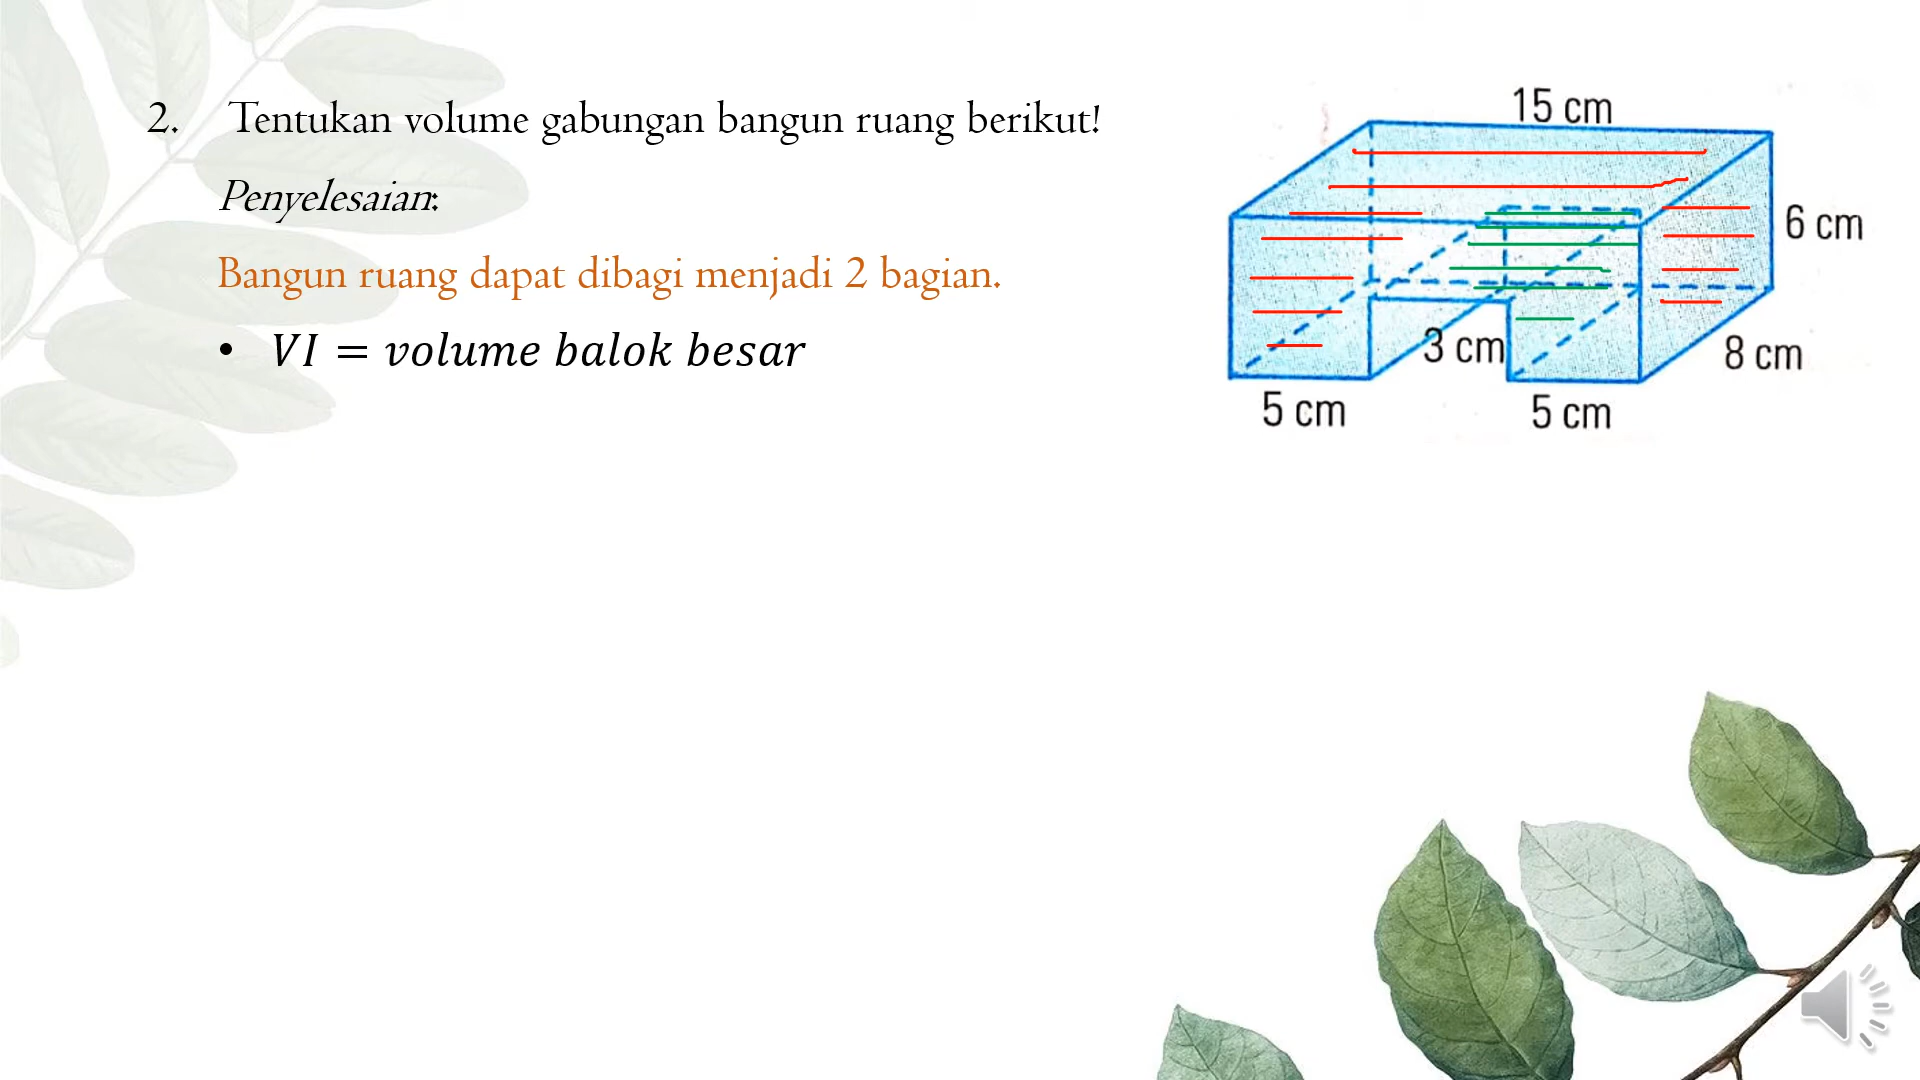 2. Tentukan volume gabungan bangun ruang berikut!
Penyelesaian:
Bangun ruang dapat dibagi menjadi 2 bagian.
• VI = volume balok besar
15 cm
6 cm
3 cm
8 cm
5 cm
5 cm